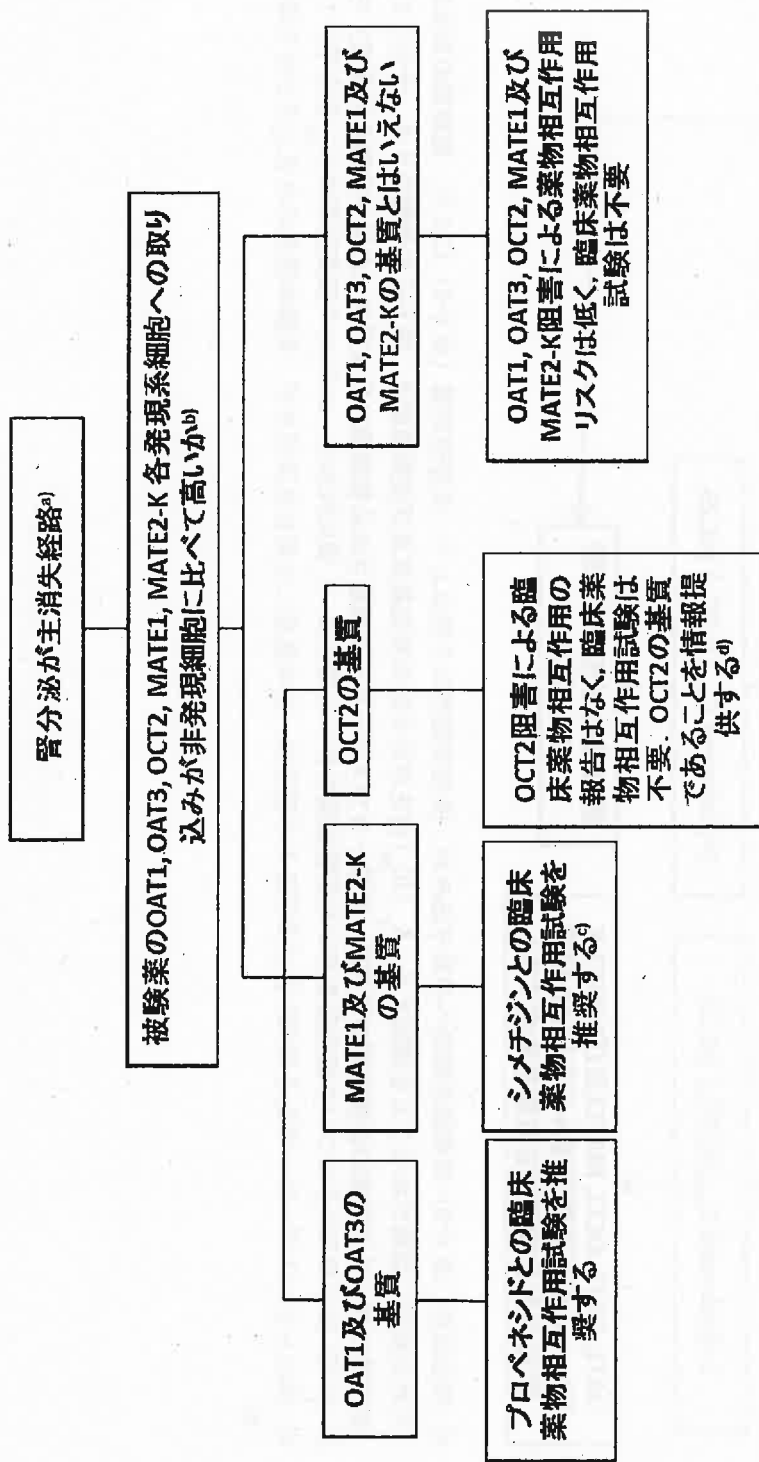 腎分泌が主消失経路a)
被験薬のOAT1, OAT3, OCT2, MATE1, MATE2-K 各発現系細胞への取り
込みが非発現細胞に比べて高いかb)
OAT1及びOAT3の
基質
プロベネシドとの臨床
薬物相互作用試験を推
奨する
MATE1及びMATE2-K
の基質
シメチジンとの臨床
薬物相互作用試験を
推奨するc)
OCT2の基質
OCT2阻害による臨
床薬物相互作用の
報告はなく、臨床薬
物相互作用試験は
不要. OCT2の基質
であることを情報提
供するd)
OAT1, OAT3, OCT2, MATE1及び
MATE2-Kの基質とはいえない
OAT1, OAT3, OCT2, MATE1及び
MATE2-K阻害による薬物相互作用
リスクは低く、臨床薬物相互作用
試験は不要